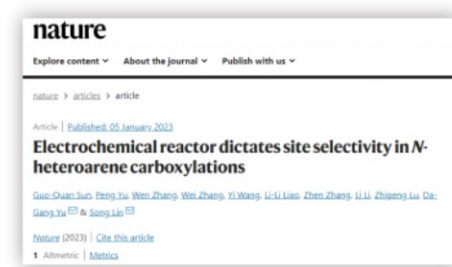 nature
Explore content About the journal Publish with us
nature > articles > article
Article | Published: 05 January 2023
Electrochemical reactor dictates site selectivity in N-
heteroarene carboxylations
Guo-Quan Sun, Peng Yu, Wen Zhang, Wei Zhang, Yi Wang, Li-Li Liao, Zhen Zhang, Li Li, Zhipeng Lu, Da-
Gang Yu & Song Lin
Nature (2023) | Cite this article
1 Altmetric | Metrics